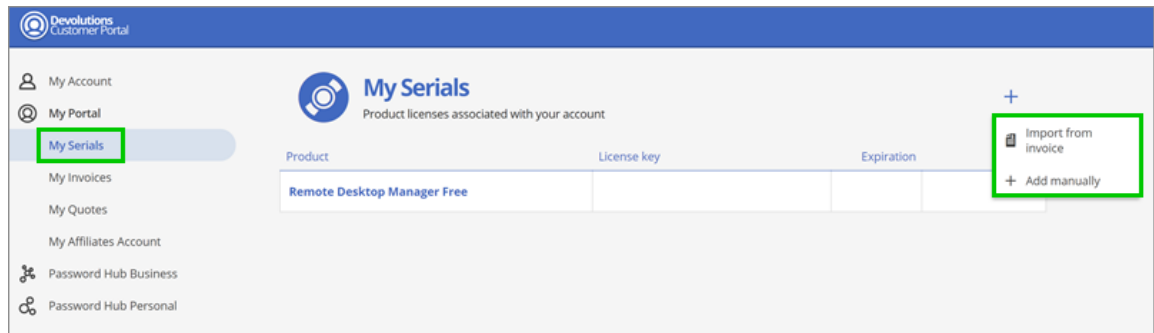 Devolutions
Customer Portal
My Account
My Portal
My Serials
My Invoices
My Quotes
My Affiliates Account
Password Hub Business
Password Hub Personal
My Serials
Product licenses associated with your account
+
Import from
invoice
+ Add manually
Product License key Expiration
Remote Desktop Manager Free